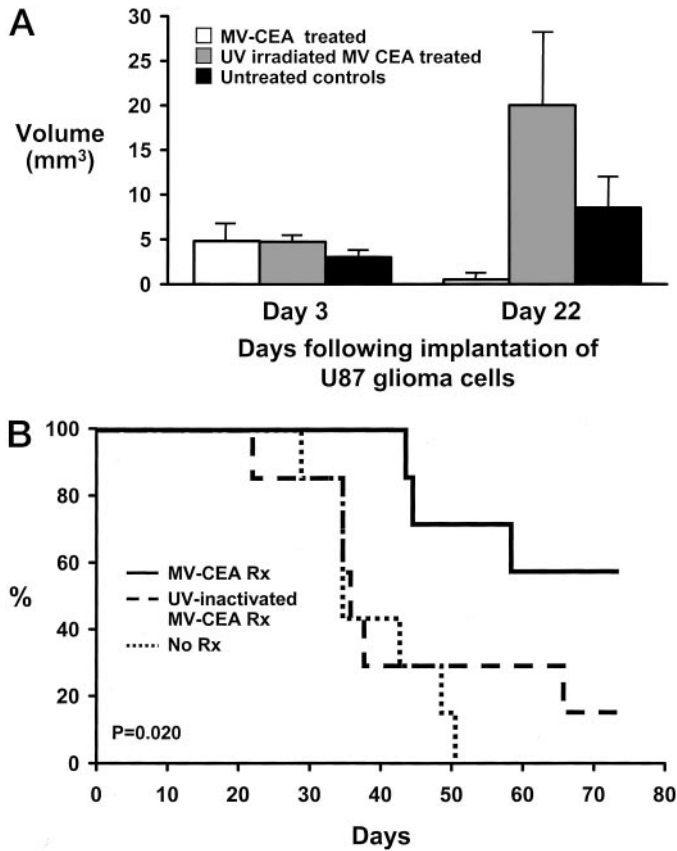 A
30
25
20
15
10
5
0
Volume
(mm³)
MV-CEA treated
UV irradiated MV CEA treated
Untreated controls
Day 3 Day 22
Days following implantation of
U87 glioma cells
B
100
80
60
40
20
0
%
MV-CEA Rx
UV-inactivated
MV-CEA Rx
No Rx
P=0.020
0 10 20 30 40 50 60 70 80
Days